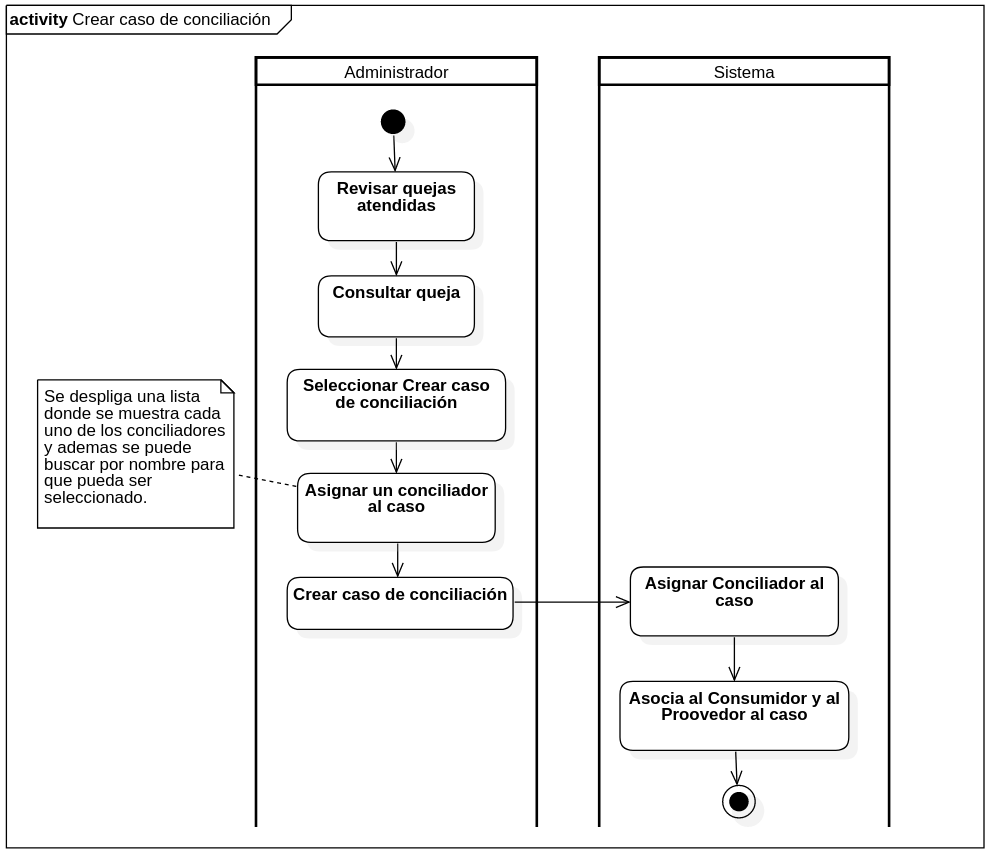 activity Crear caso de conciliación
Administrador
Sistema
Revisar quejas
atendidas
Consultar queja
Seleccionar Crear caso
de conciliación
Se despliga una lista
donde se muestra cada
uno de los conciliadores
y ademas se puede
buscar por nombre para
que pueda ser
seleccionado.
Asignar un conciliador
al caso
Crear caso de conciliación
Asignar Conciliador al
caso
Asocia al Consumidor y al
Proovedor al caso